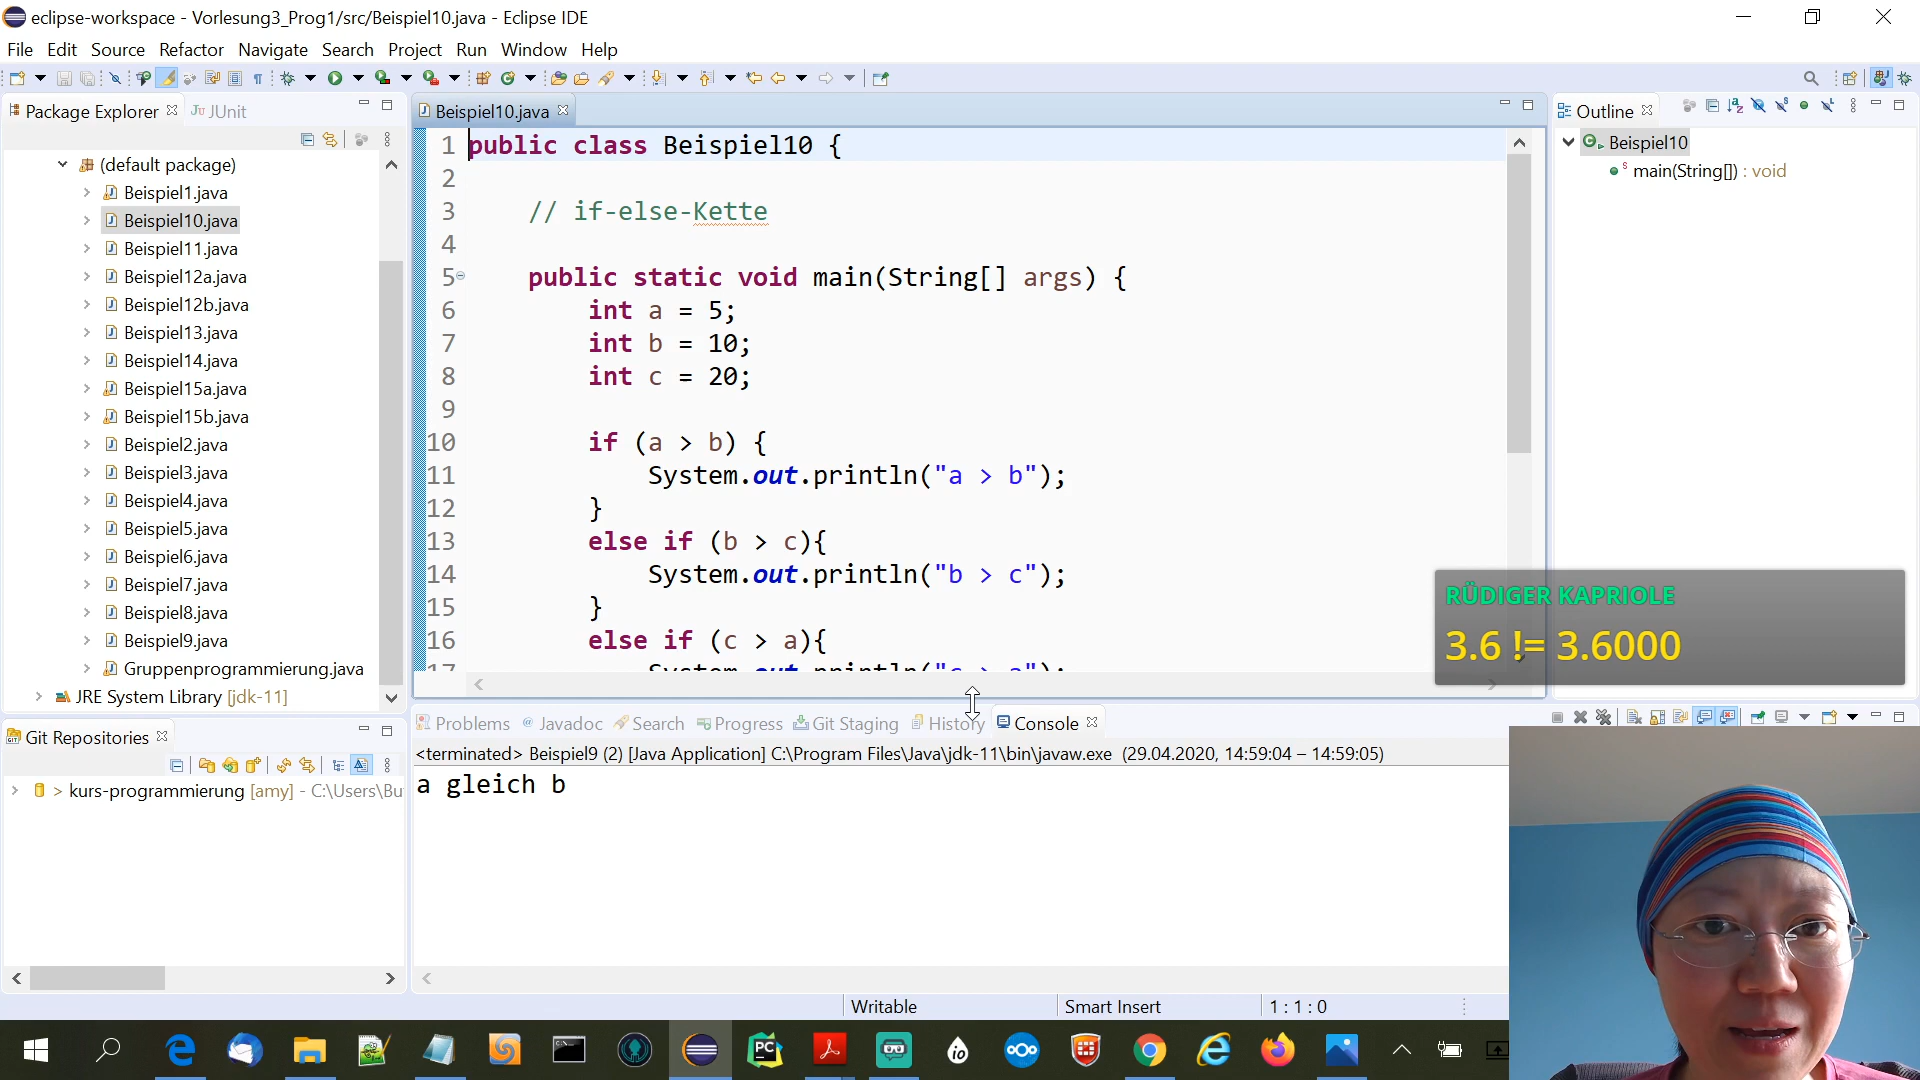 eclipse-workspace - Vorlesung3_Prog1/src/Beispiel10.java - Eclipse IDE
File Edit Source Refactor Navigate Search Project Run Window Help
Package Explorer JUnit
(default package)
Beispiel1.java
Beispiel10.java
Beispiel11.java
Beispiel12a.java
Beispiel12b.java
Beispiel13.java
Beispiel14.java
Beispiel15a.java
Beispiel15b.java
Beispiel2.java
Beispiel3.java
Beispiel4.java
Beispiel5.java
Beispiel6.java
Beispiel7.java
Beispiel8.java
Beispiel9.java
Gruppenprogrammierung.java
JRE System Library [jdk-11]
Git Repositories
> kurs-programmierung [amy] - C:\Users\Bu
Beispiel10.java
1 public class Beispiel10 {
2
3 // if-else-Kette
4
5 public static void main(String[] args) {
6 int a = 5;
7 int b = 10;
8 int c = 20;
9
10 if (a > b) {
11 System.out.println("a > b");
12 }
13 else if (b > c){
14 System.out.println("b > c");
15 }
16 else if (c > a){
17 System.out.println("c > a");
Outline
Beispiel10
main(String[]) : void
RÜDIGER KAPRIOLE
3.6 != 3.6000
Problems Javadoc Search Progress Git Staging History Console
<terminated> Beispiel9 (2) [Java Application] C:\Program Files\Java\jdk-11\bin\javaw.exe (29.04.2020, 14:59:04 – 14:59:05)
a gleich b
Writable Smart Insert 1 : 1 : 0
PC
io